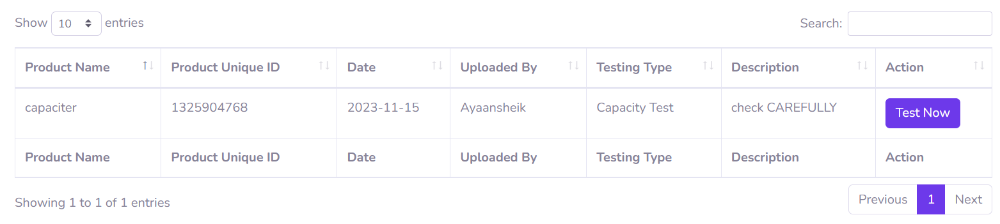 Show 10 entries Search:
Product Name Product Unique ID Date Uploaded By Testing Type Description Action
capaciter 1325904768 2023-11-15 Ayaansheik Capacity Test check CAREFULLY Test Now
Product Name Product Unique ID Date Uploaded By Testing Type Description Action
Showing 1 to 1 of 1 entries Previous 1 Next